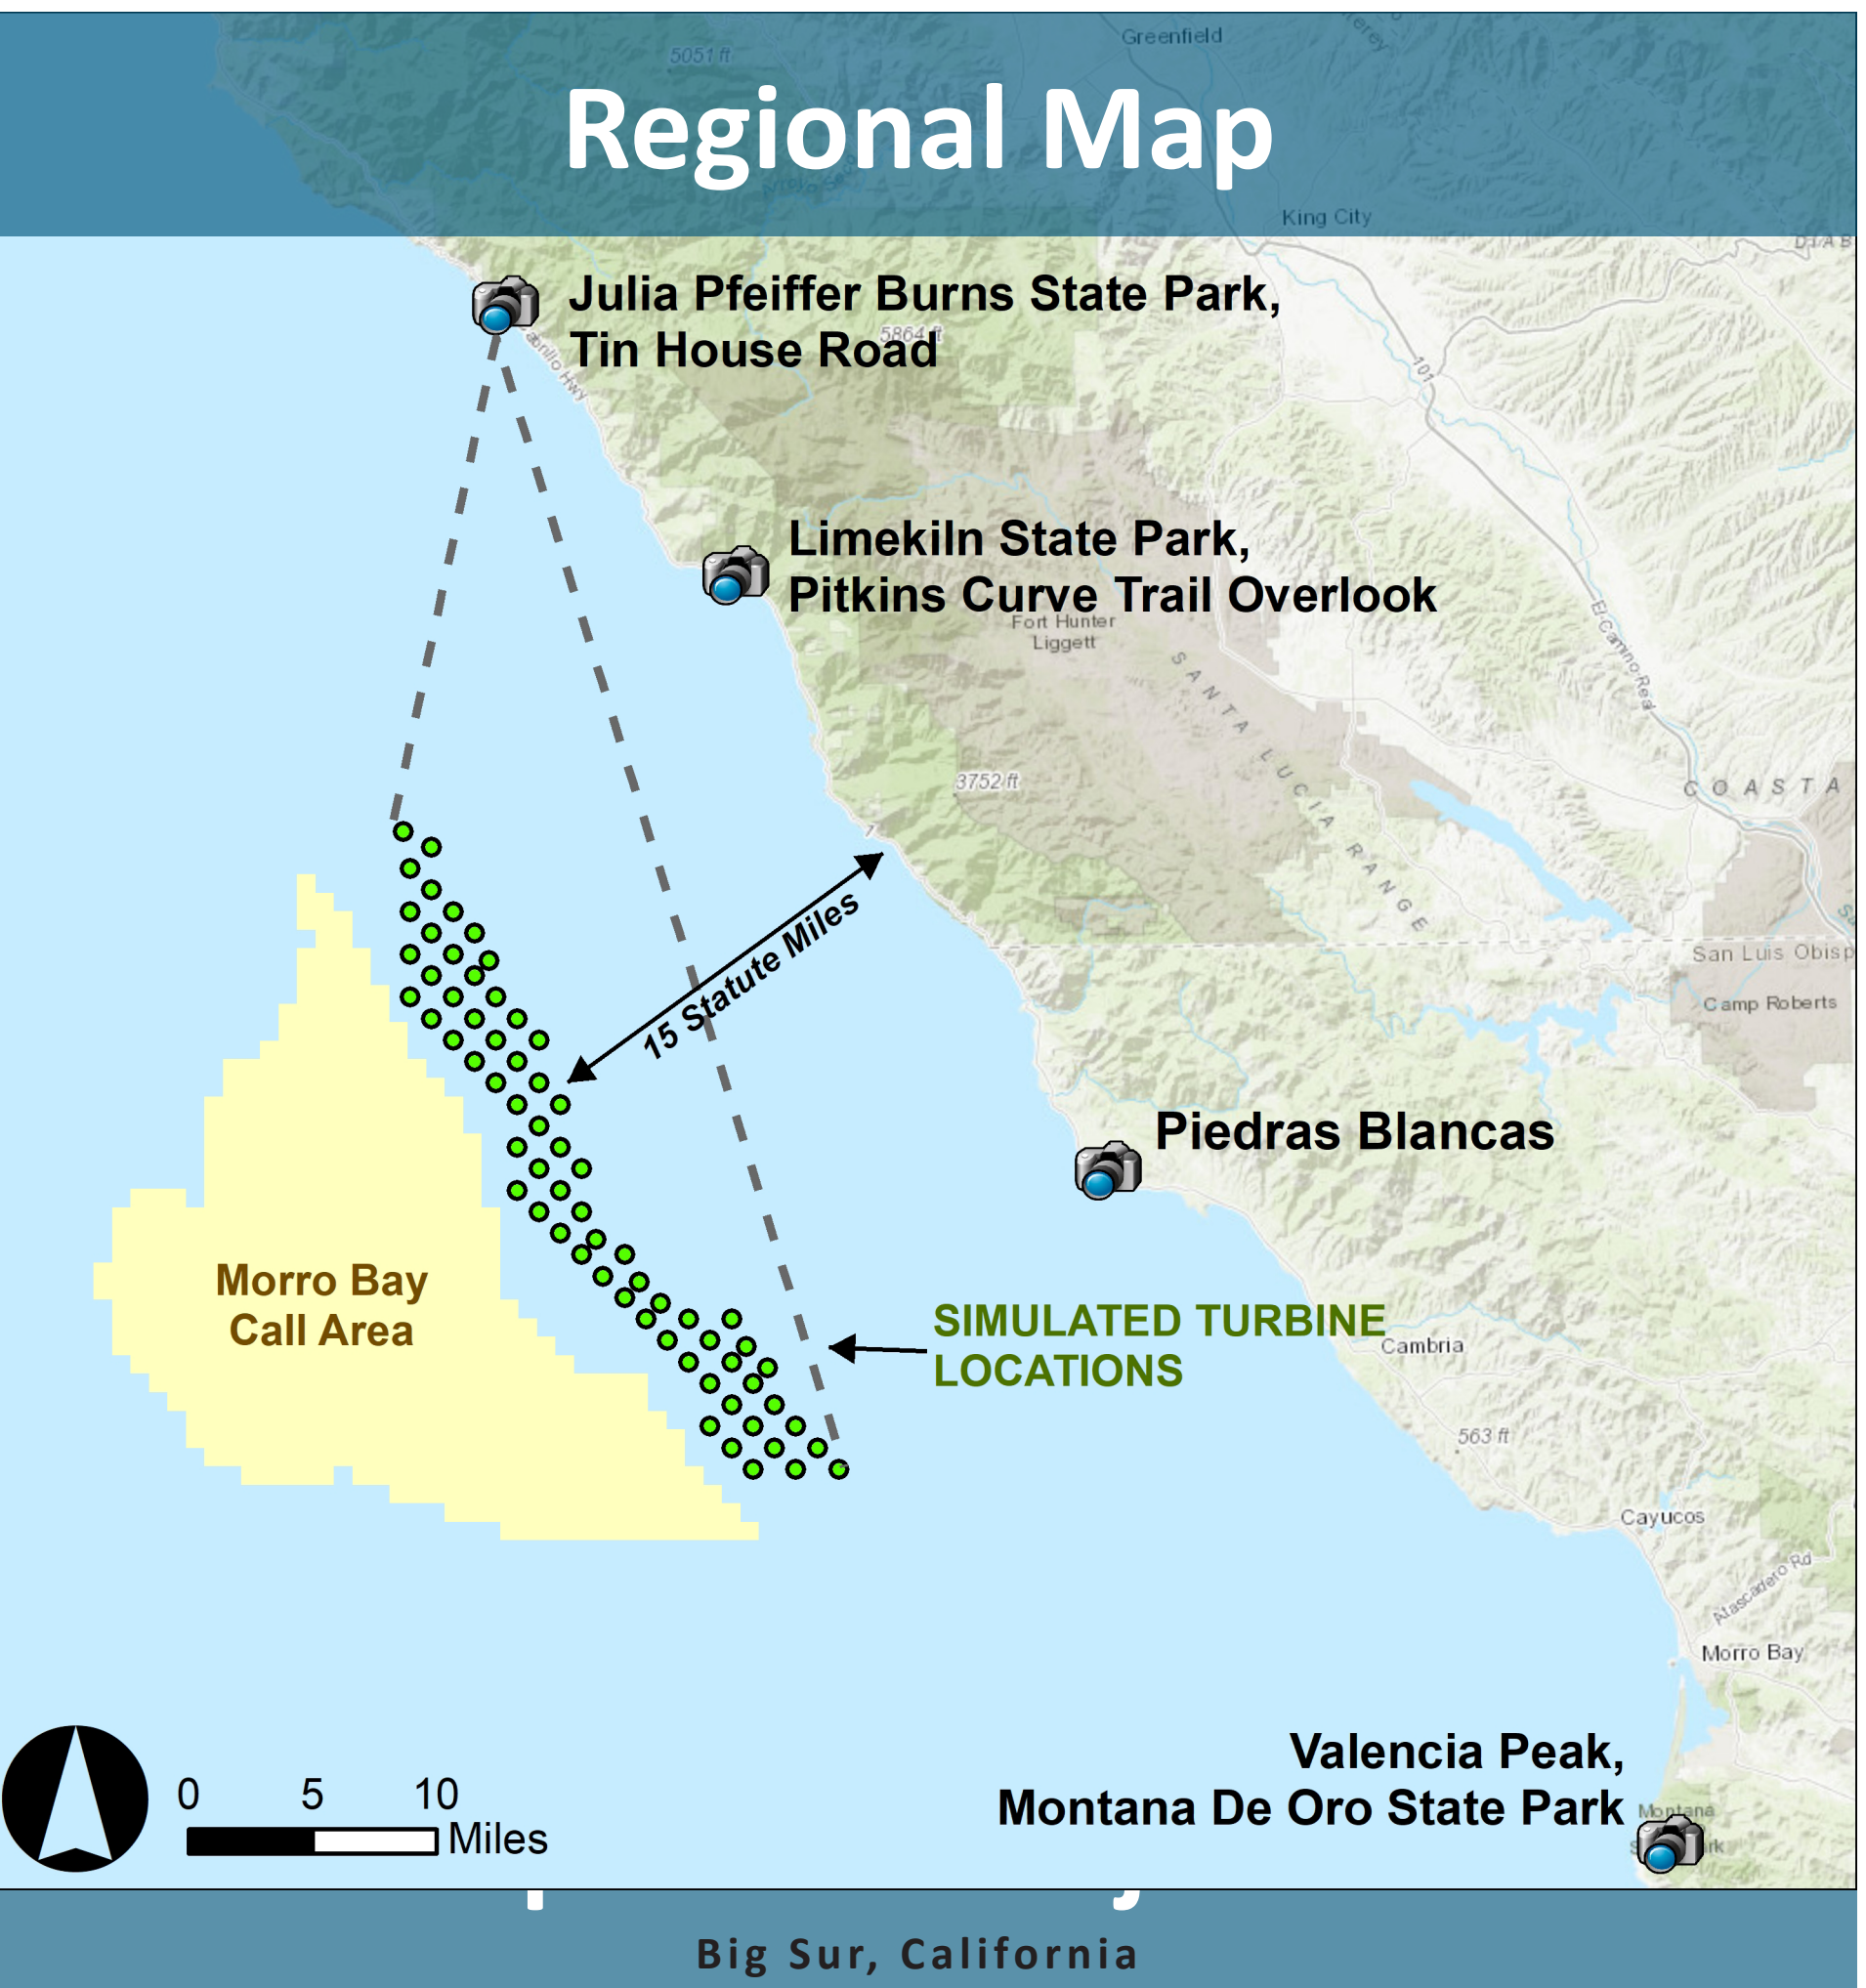 5051 ft
Greenfield
Regional Map
King City
Julia Pfeiffer Burns State Park,
Tin House Road
5864 ft
101
Limekiln State Park,
Pitkins Curve Trail Overlook
Fort Hunter
Liggett
El Camino Real
SANTA LUCIA RANGE
3752 ft
COASTA
1
15 Statute Miles
San Luis Obisp
Camp Roberts
Piedras Blancas
Morro Bay
Call Area
SIMULATED TURBINE
LOCATIONS
Cambria
563 ft
Cayucos
Atascadero Rd
Morro Bay
Valencia Peak,
Montana De Oro State Park
Montana
0 5 10
Miles
Big Sur, California